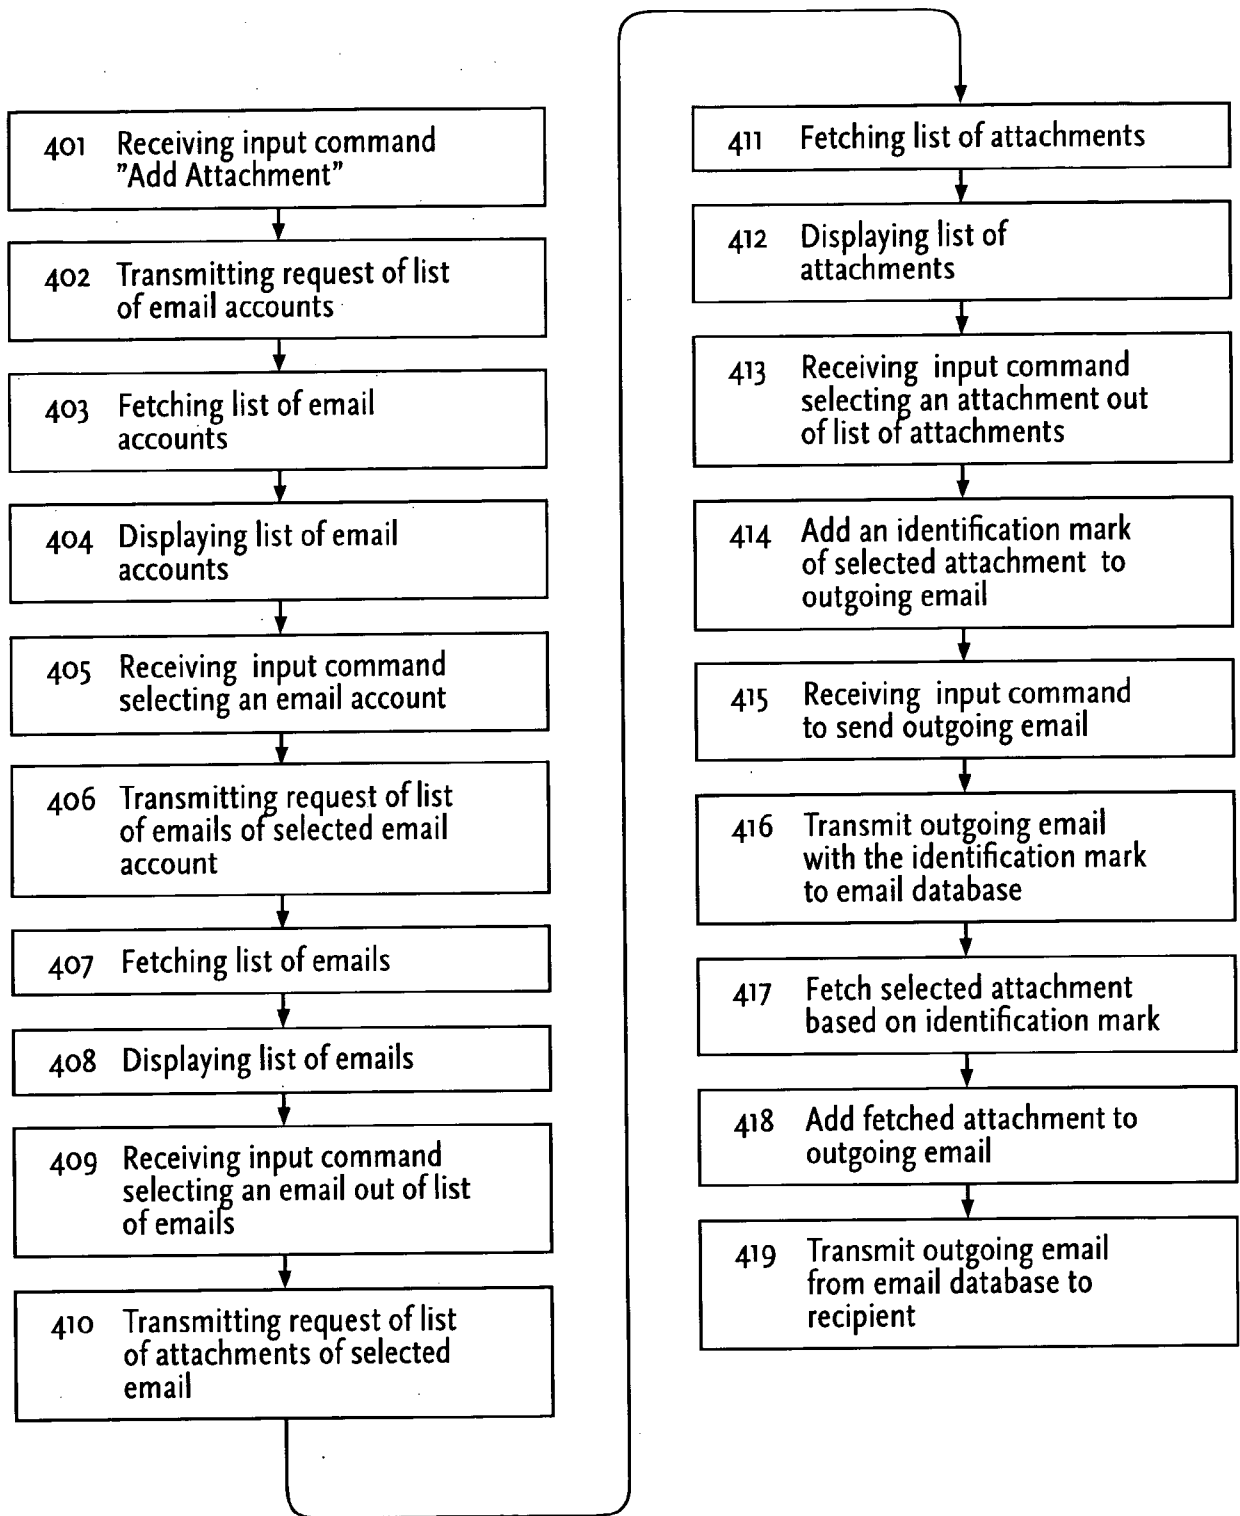 401 Receiving input command
"Add Attachment"
402 Transmitting request of list
of email accounts
403 Fetching list of email
accounts
404 Displaying list of email
accounts
405 Receiving input command
selecting an email account
406 Transmitting request of list
of emails of selected email
account
407 Fetching list of emails
408 Displaying list of emails
409 Receiving input command
selecting an email out of list
of emails
410 Transmitting request of list
of attachments of selected
email
411 Fetching list of attachments
412 Displaying list of
attachments
413 Receiving input command
selecting an attachment out
of list of attachments
414 Add an identification mark
of selected attachment to
outgoing email
415 Receiving input command
to send outgoing email
416 Transmit outgoing email
with the identification mark
to email database
417 Fetch selected attachment
based on identification mark
418 Add fetched attachment to
outgoing email
419 Transmit outgoing email
from email database to
recipient